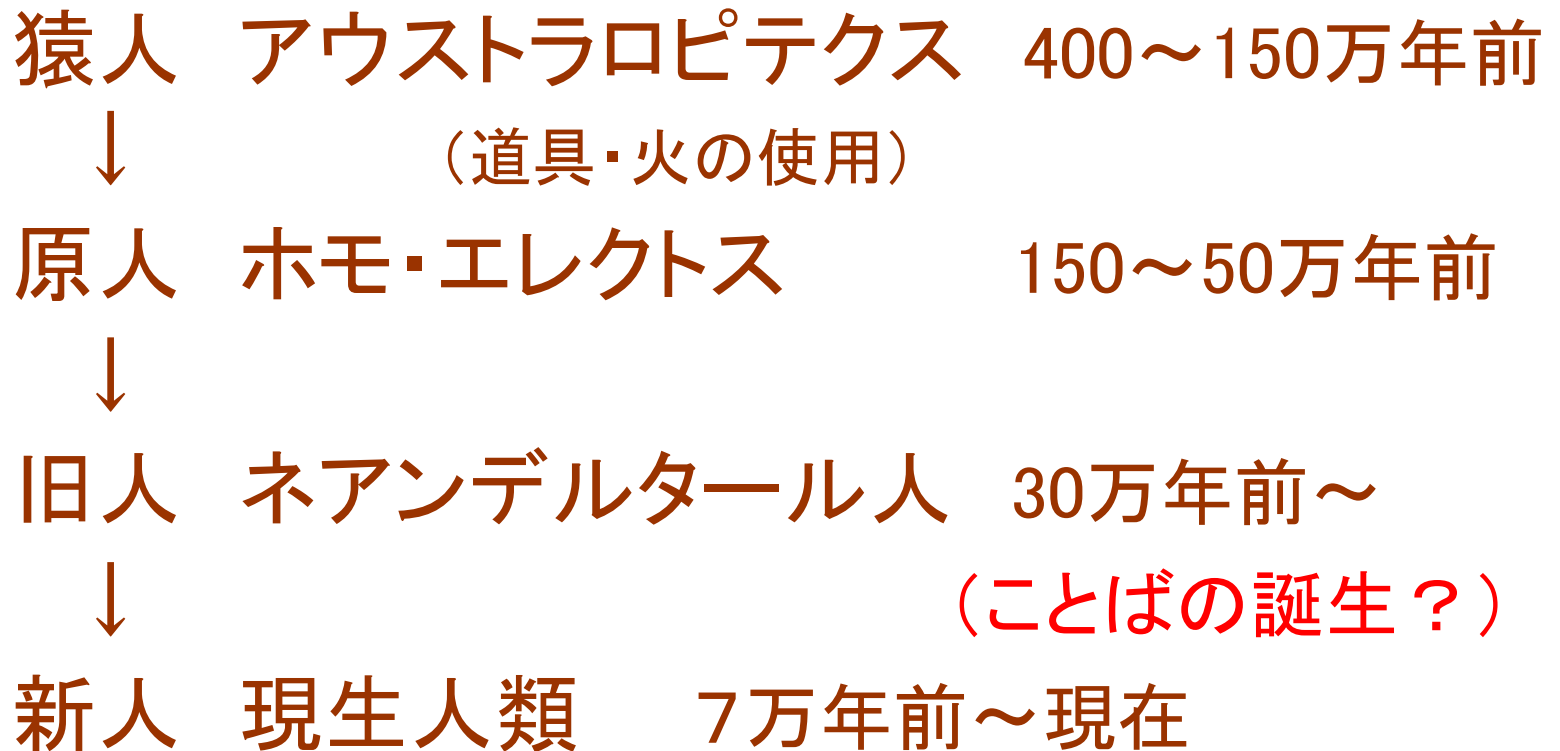 猿人 アウストラロピテクス 400～150万年前
↓ （道具・火の使用）
原人 ホモ・エレクトス 150～50万年前
↓
旧人 ネアンデルタール人 30万年前～
↓ （ことばの誕生？）
新人 現生人類 ７万年前～現在